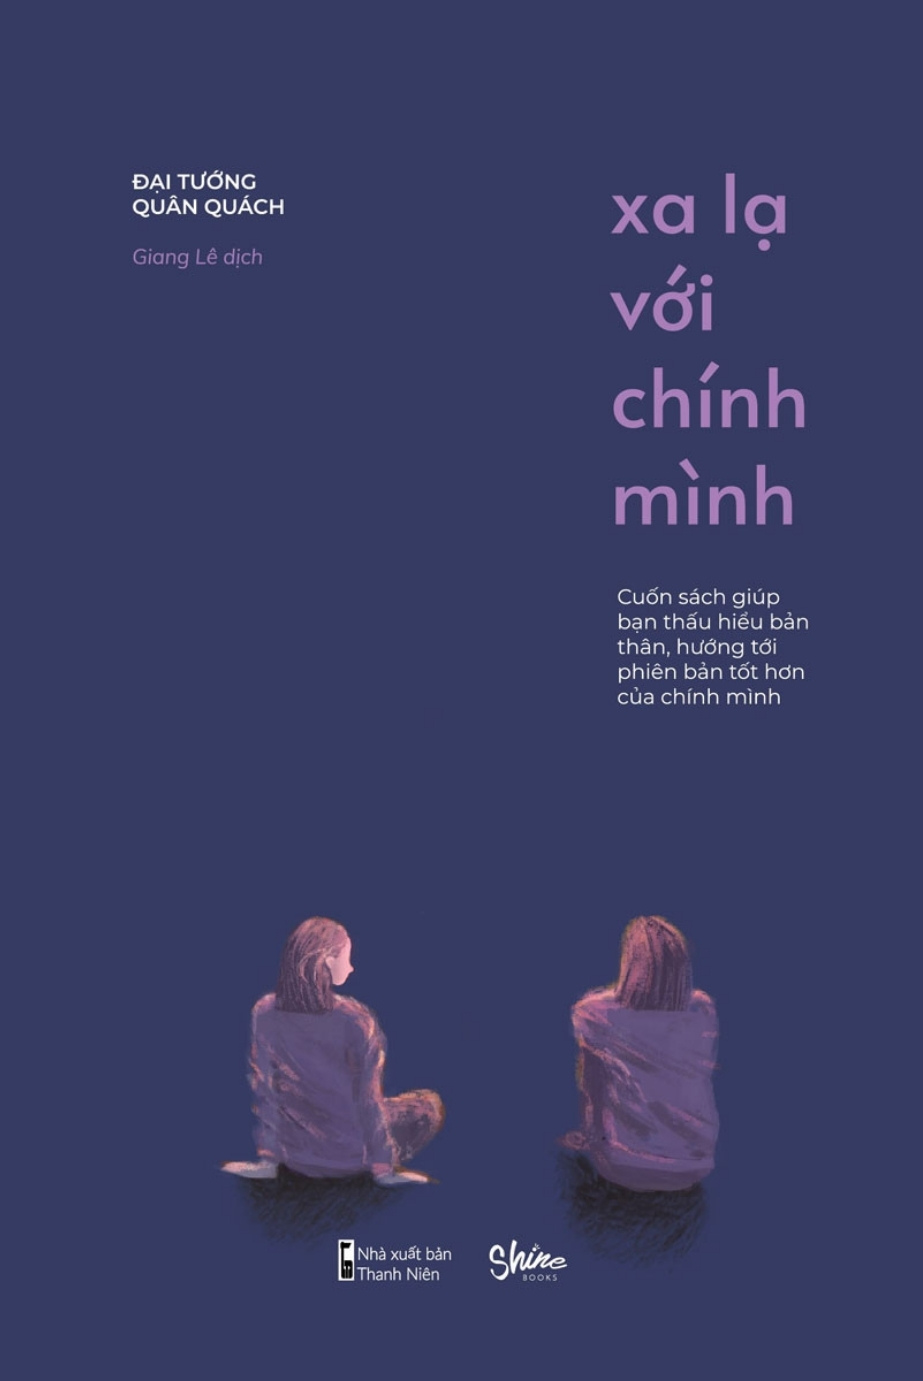 ĐẠI TƯỚNG
QUÂN QUÁCH
Giang Lê dịch
xa lạ
với
chính
mình
Cuốn sách giúp
bạn thấu hiểu bản
thân, hướng tới
phiên bản tốt hơn
của chính mình
Nhà xuất bản
Thanh Niên
Shine
BOOKS